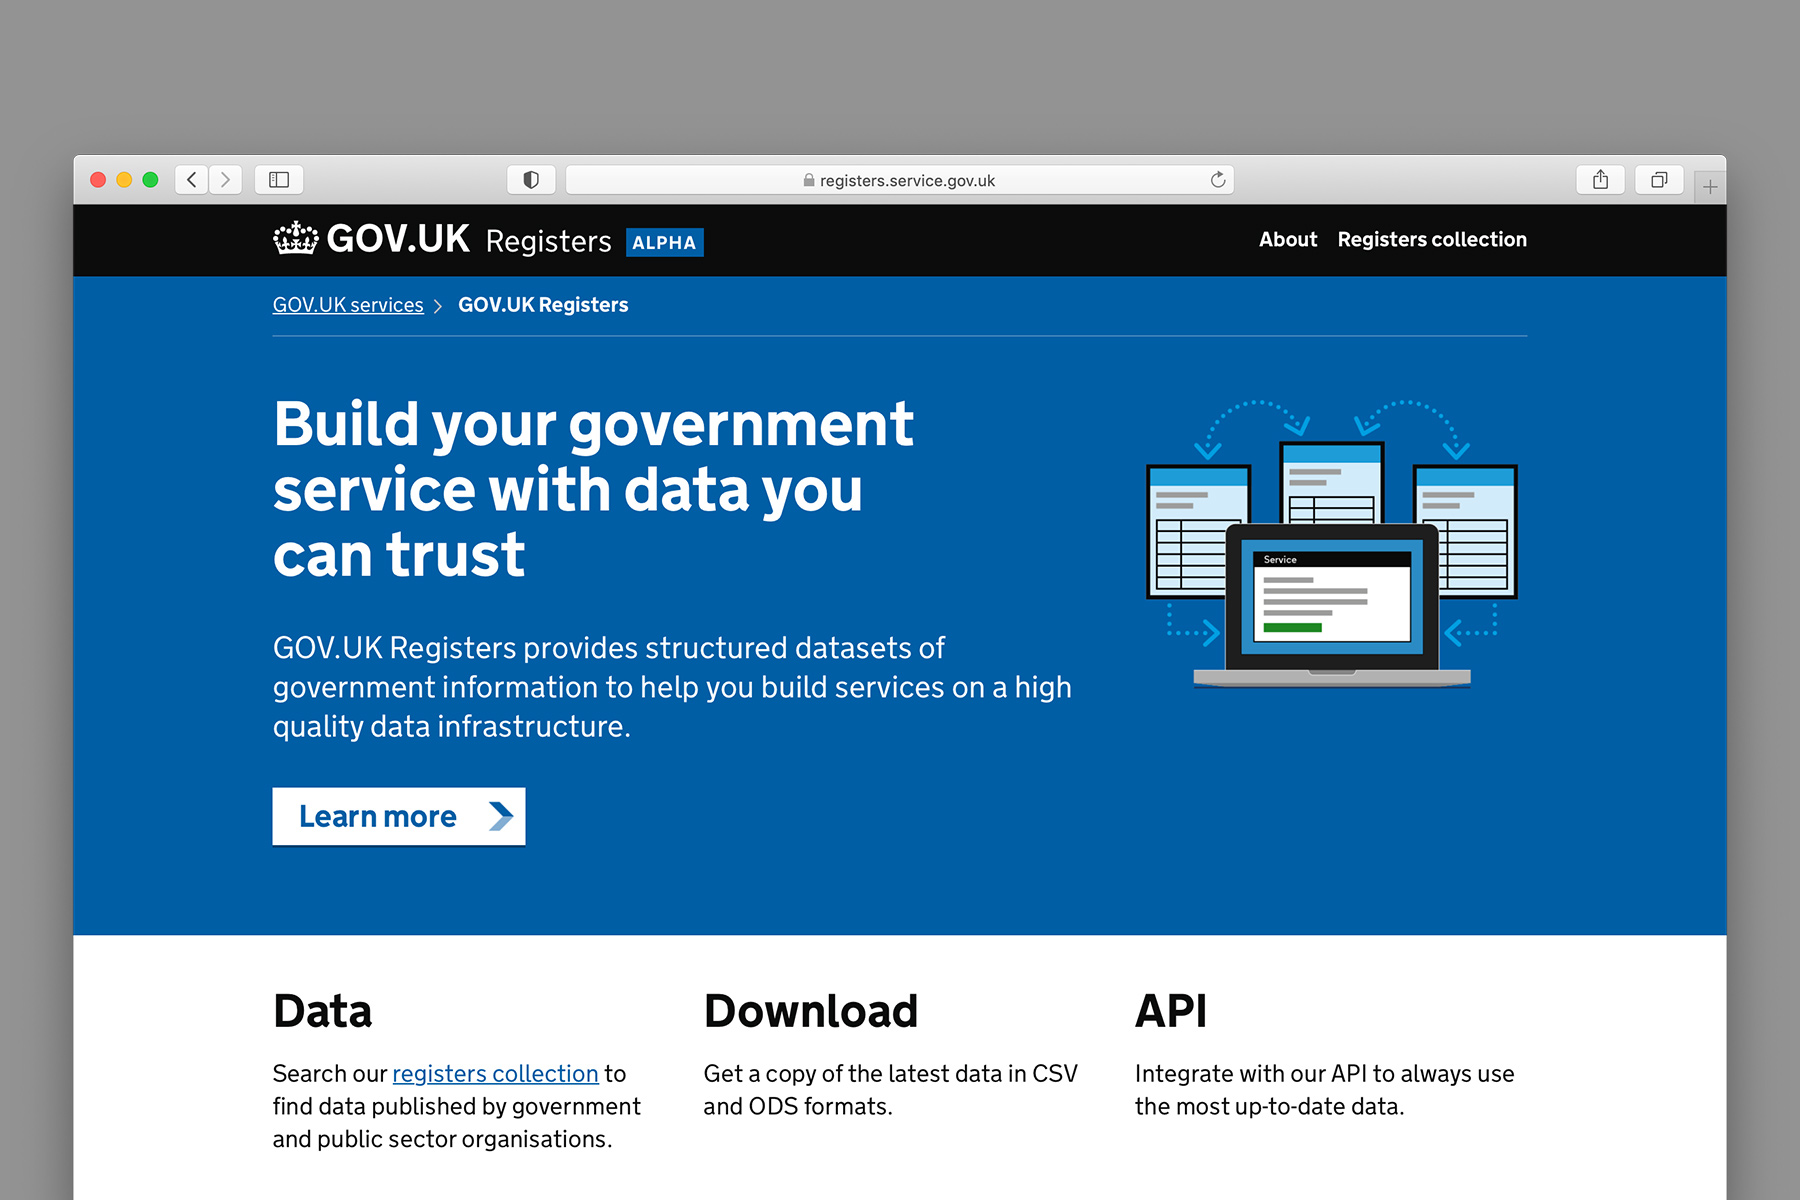 registers.service.gov.uk
GOV.UK Registers ALPHA
About Registers collection
GOV.UK services GOV.UK Registers
Build your government
service with data you
can trust
GOV.UK Registers provides structured datasets of
government information to help you build services on a high
quality data infrastructure.
Learn more
Service
Data
Search our registers collection to
find data published by government
and public sector organisations.
Download
Get a copy of the latest data in CSV
and ODS formats.
API
Integrate with our API to always use
the most up-to-date data.